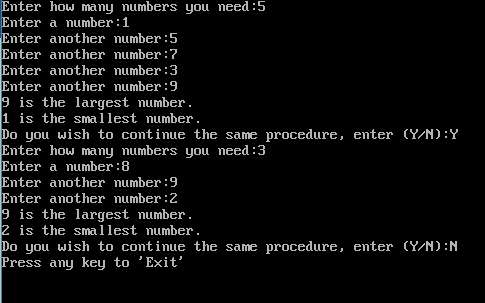 Enter how many numbers you need:5
Enter a number:1
Enter another number:5
Enter another number:7
Enter another number:3
Enter another number:9
9 is the largest number.
1 is the smallest number.
Do you wish to continue the same procedure, enter (Y/N):Y
Enter how many numbers you need:3
Enter a number:8
Enter another number:9
Enter another number:2
9 is the largest number.
2 is the smallest number.
Do you wish to continue the same procedure, enter (Y/N):N
Press any key to 'Exit'